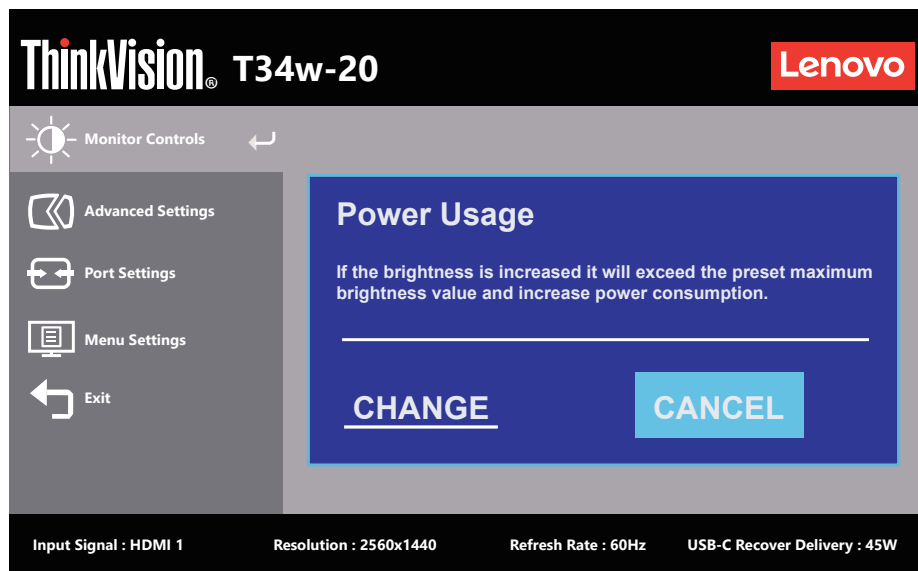 ThinkVision® T34w-20
Lenovo
Monitor Controls
Advanced Settings
Port Settings
Menu Settings
Exit
Power Usage
If the brightness is increased it will exceed the preset maximum
brightness value and increase power consumption.
CHANGE CANCEL
Input Signal : HDMI 1 Resolution : 2560x1440 Refresh Rate : 60Hz USB-C Recover Delivery : 45W